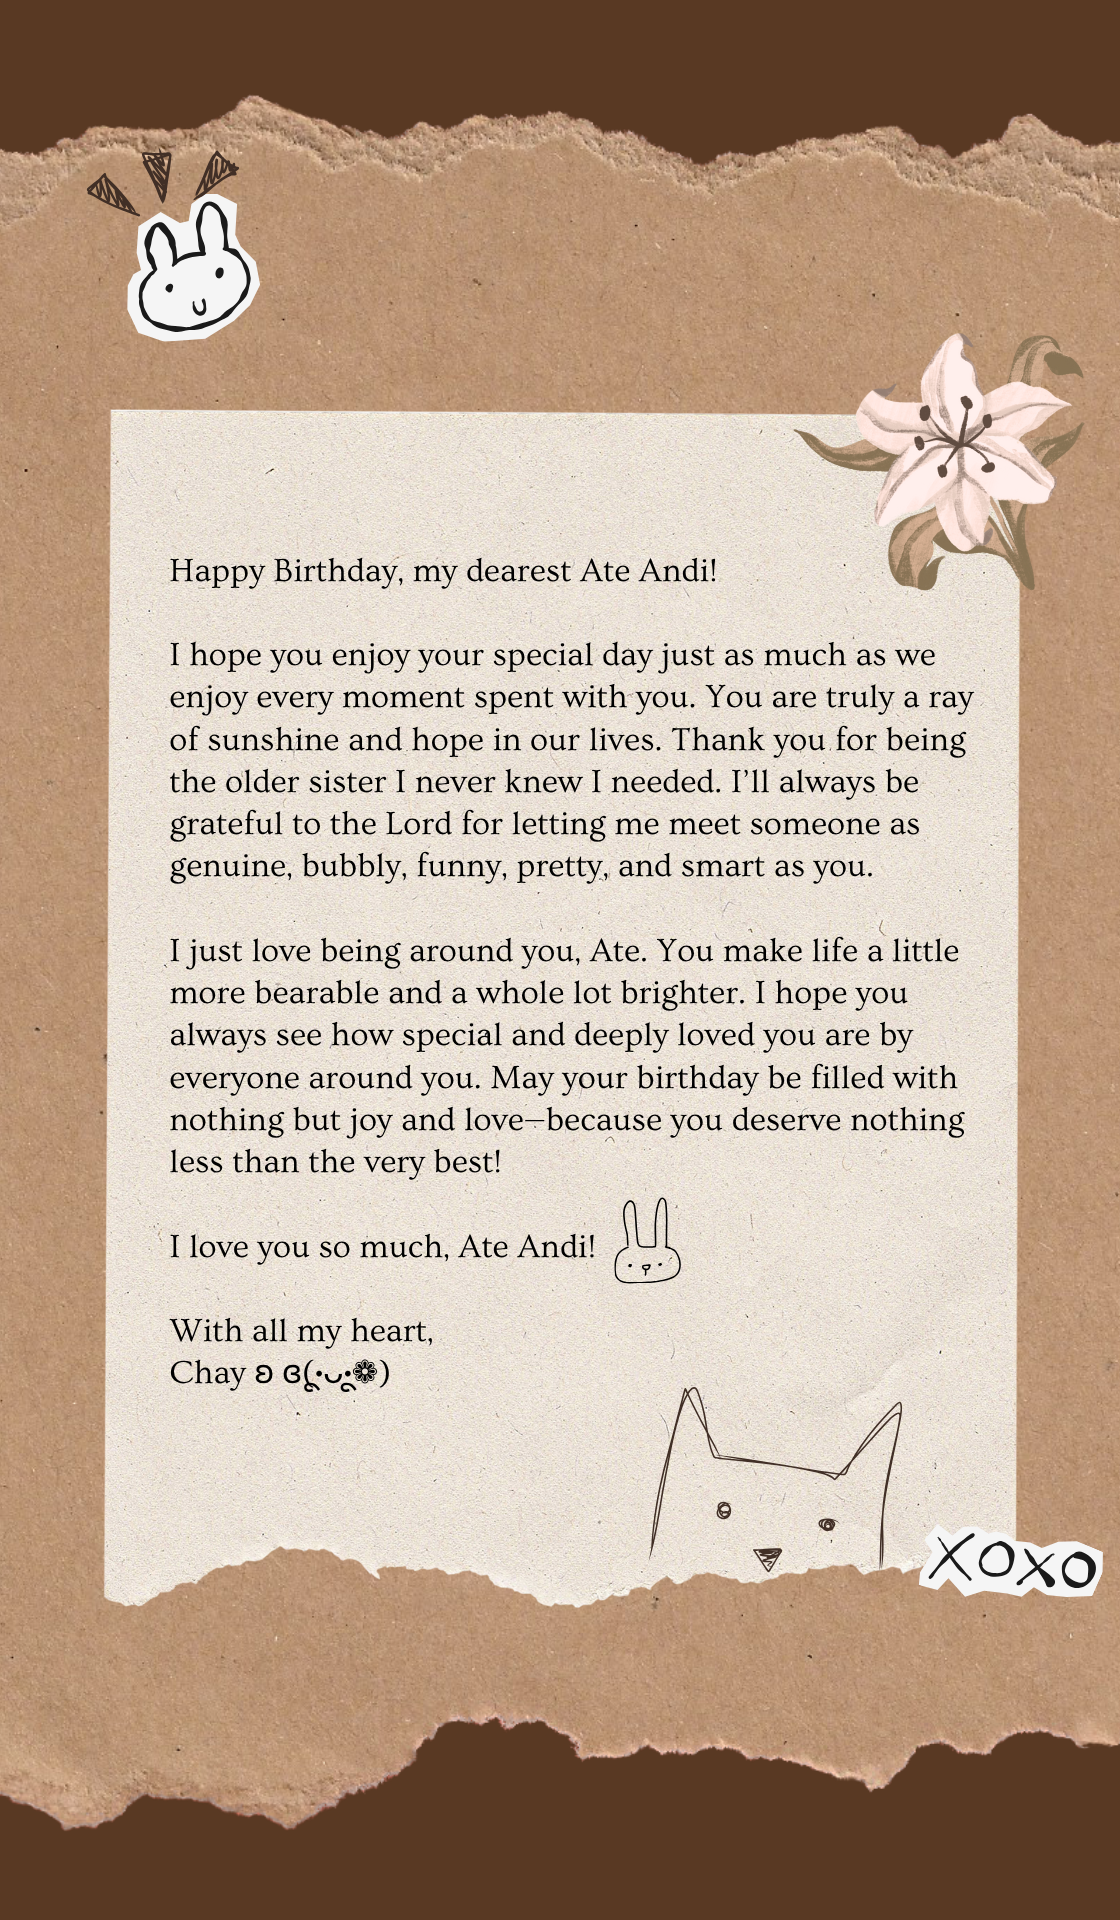 Happy Birthday, my dearest Ate Andi!
I hope you enjoy your special day just as much as we
enjoy every moment spent with you. You are truly a ray
of sunshine and hope in our lives. Thank you for being
the older sister I never knew I needed. I’ll always be
grateful to the Lord for letting me meet someone as
genuine, bubbly, funny, pretty, and smart as you.
I just love being around you, Ate. You make life a little
more bearable and a whole lot brighter. I hope you
always see how special and deeply loved you are by
everyone around you. May your birthday be filled with
nothing but joy and love—because you deserve nothing
less than the very best!
I love you so much, Ate Andi!
With all my heart,
Chay ʚ ɞ(̢·ᴗ·̢❁)
XOXO